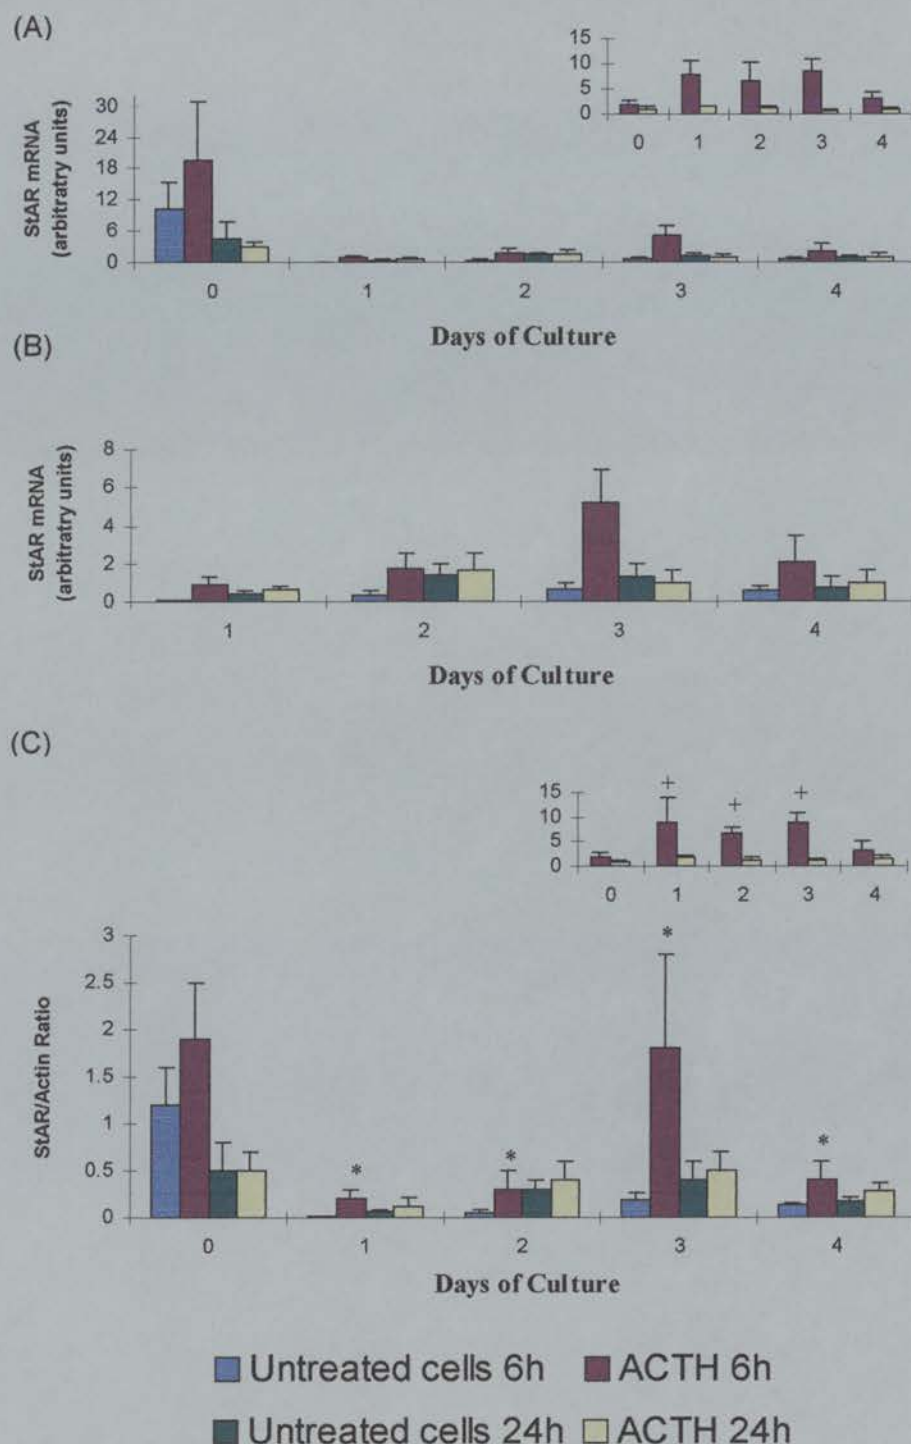 (A)
15
10
5
0
0 1 2 3 4
StAR mRNA
(arbitratry units)
30
24
18
12
6
0
0 1 2 3 4
Days of Culture
(B)
StAR mRNA
(arbitratry units)
8
6
4
2
0
1 2 3 4
Days of Culture
(C)
15
10
5
0
+ + +
0 1 2 3 4
StAR/Actin Ratio
3
2.5
2
1.5
1
0.5
0
* * * *
0 1 2 3 4
Days of Culture
Untreated cells 6h ACTH 6h
Untreated cells 24h ACTH 24h